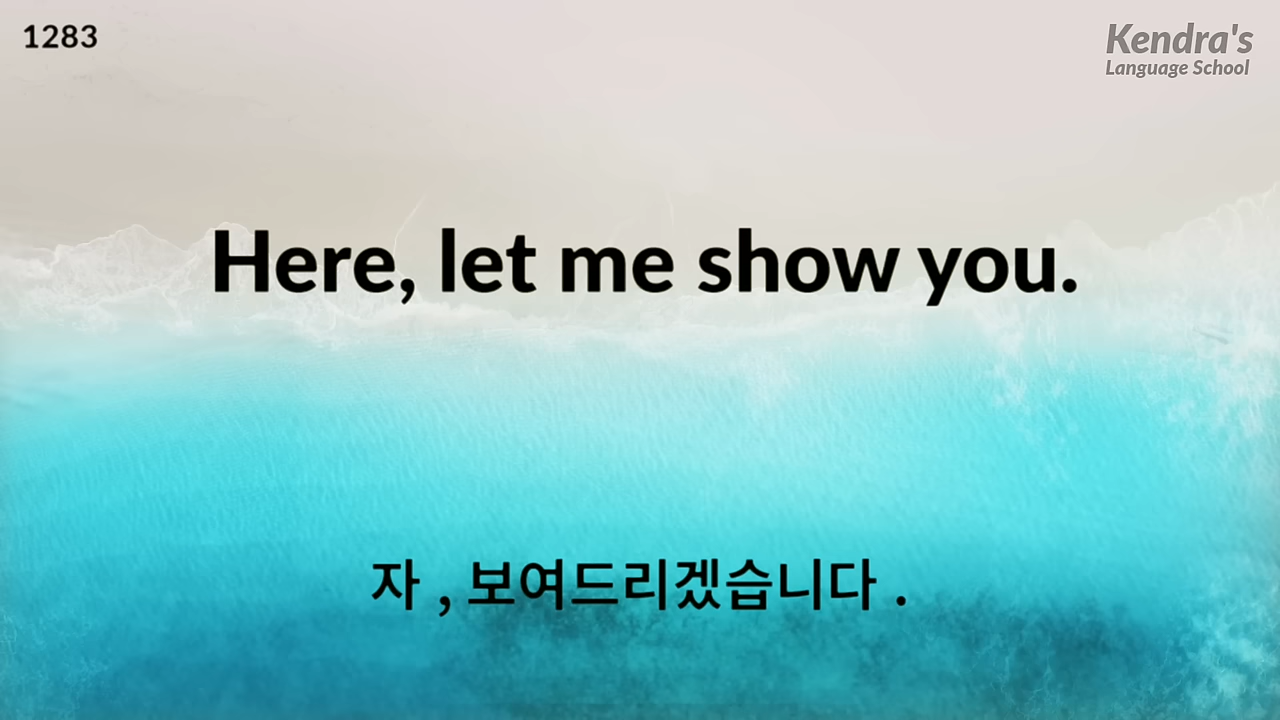 1283
Kendra's
Language School
Here, let me show you.
자 , 보여드리겠습니다 .